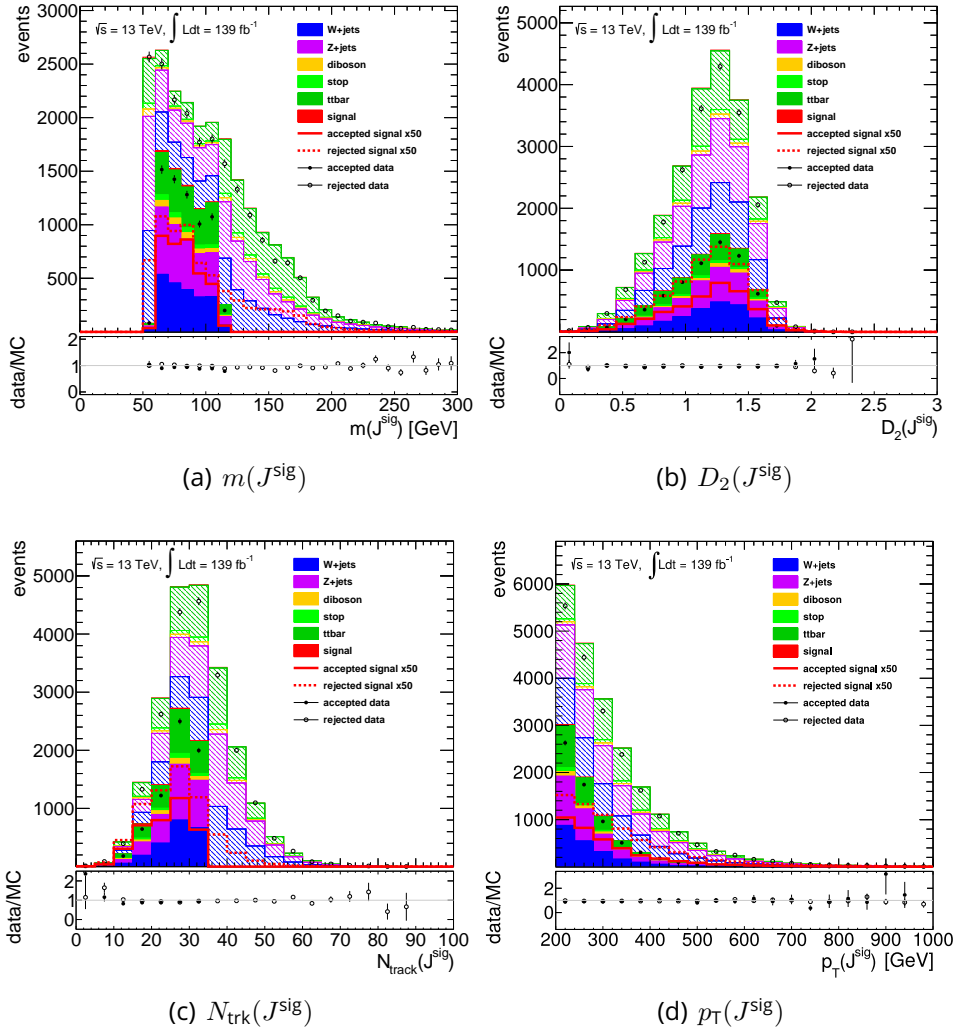 events
3000
2500
2000
1500
1000
500
√s = 13 TeV, ∫ Ldt = 139 fb⁻¹
W+jets
Z+jets
diboson
stop
ttbar
signal
accepted signal x50
rejected signal x50
accepted data
rejected data
data/MC
2
1
0
0 50 100 150 200 250 300
m(J^sig) [GeV]
(a) m(J^sig)
events
5000
4000
3000
2000
1000
√s = 13 TeV, ∫ Ldt = 139 fb⁻¹
W+jets
Z+jets
diboson
stop
ttbar
signal
accepted signal x50
rejected signal x50
accepted data
rejected data
data/MC
2
1
0
0 0.5 1 1.5 2 2.5 3
D_2(J^sig)
(b) D_2(J^sig)
events
5000
4000
3000
2000
1000
√s = 13 TeV, ∫ Ldt = 139 fb⁻¹
W+jets
Z+jets
diboson
stop
ttbar
signal
accepted signal x50
rejected signal x50
accepted data
rejected data
data/MC
2
1
0
0 20 40 60 80 100
N_track(J^sig)
(c) N_trk(J^sig)
events
6000
5000
4000
3000
2000
1000
√s = 13 TeV, ∫ Ldt = 139 fb⁻¹
W+jets
Z+jets
diboson
stop
ttbar
signal
accepted signal x50
rejected signal x50
accepted data
rejected data
data/MC
2
1
0
200 300 400 500 600 700 800 900 1000
p_T(J^sig) [GeV]
(d) p_T(J^sig)